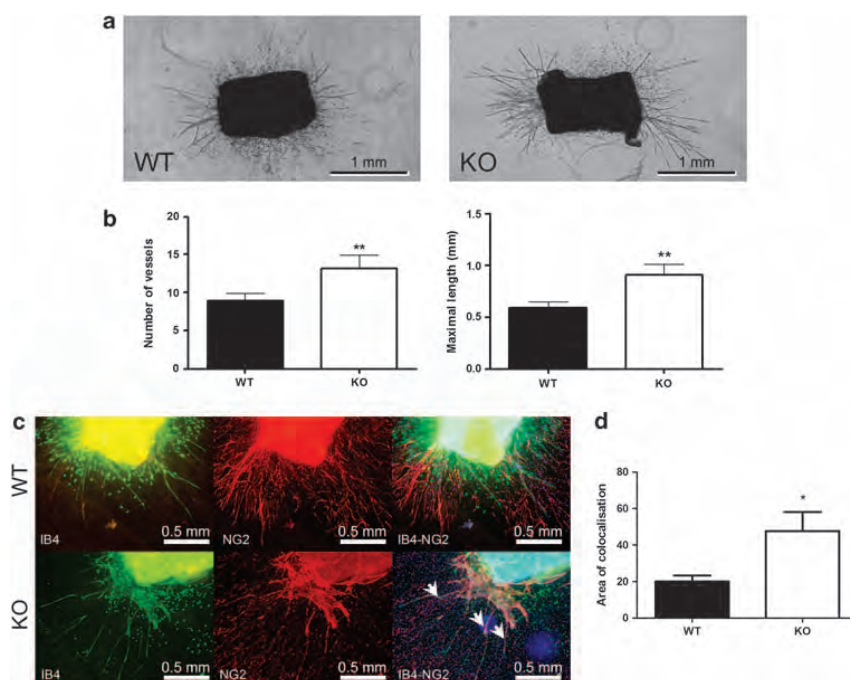 a
WT
1 mm
KO
1 mm
b
Number of vessels
20
15
10
5
0
**
WT
KO
Maximal length (mm)
1.5
1.0
0.5
0.0
**
WT
KO
c
WT
IB4
0.5 mm
NG2
0.5 mm
IB4-NG2
0.5 mm
KO
IB4
0.5 mm
NG2
0.5 mm
IB4-NG2
0.5 mm
d
Area of colocalisation
80
60
40
20
0
*
WT
KO